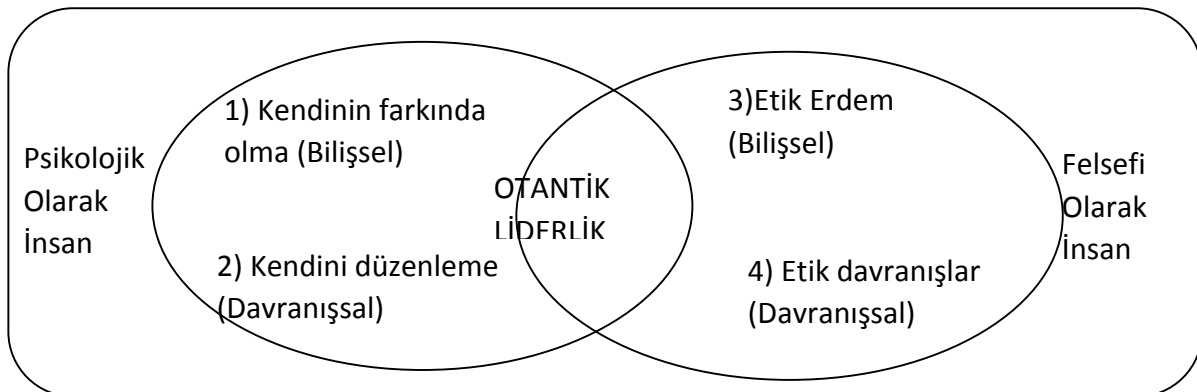 Psikolojik
Olarak
İnsan
1) Kendinin farkında
olma (Bilişsel)
2) Kendini düzenleme
(Davranışsal)
OTANTİK
LİDERLİK
3)Etik Erdem
(Bilişsel)
4) Etik davranışlar
(Davranışsal)
Felsefi
Olarak
İnsan